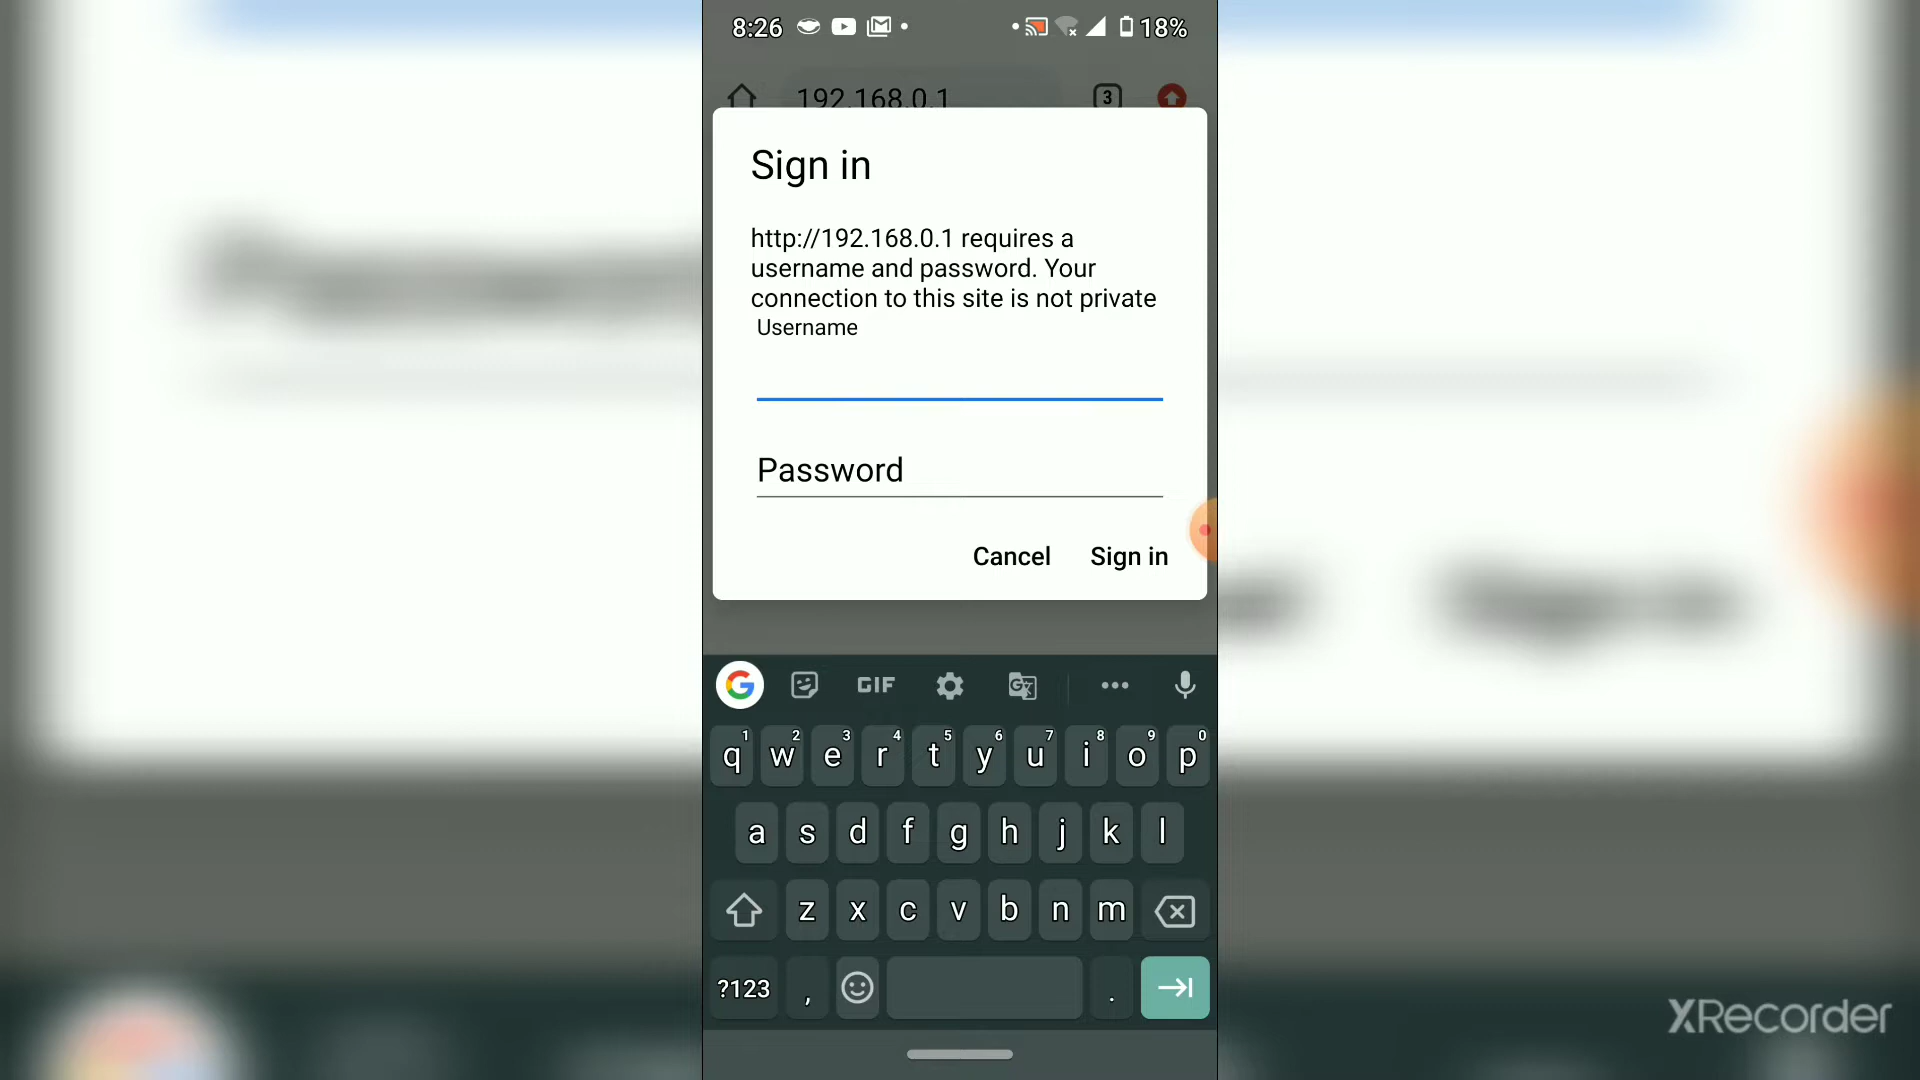 8:26
18%
192.168.0.1
3
Sign in
http://192.168.0.1 requires a
username and password. Your
connection to this site is not private
Username
Password
Cancel Sign in
G GIF G
1 2 3 4 5 6 7 8 9 0
q w e r t y u i o p
a s d f g h j k l
z x c v b n m
?123 , .
XRecorder